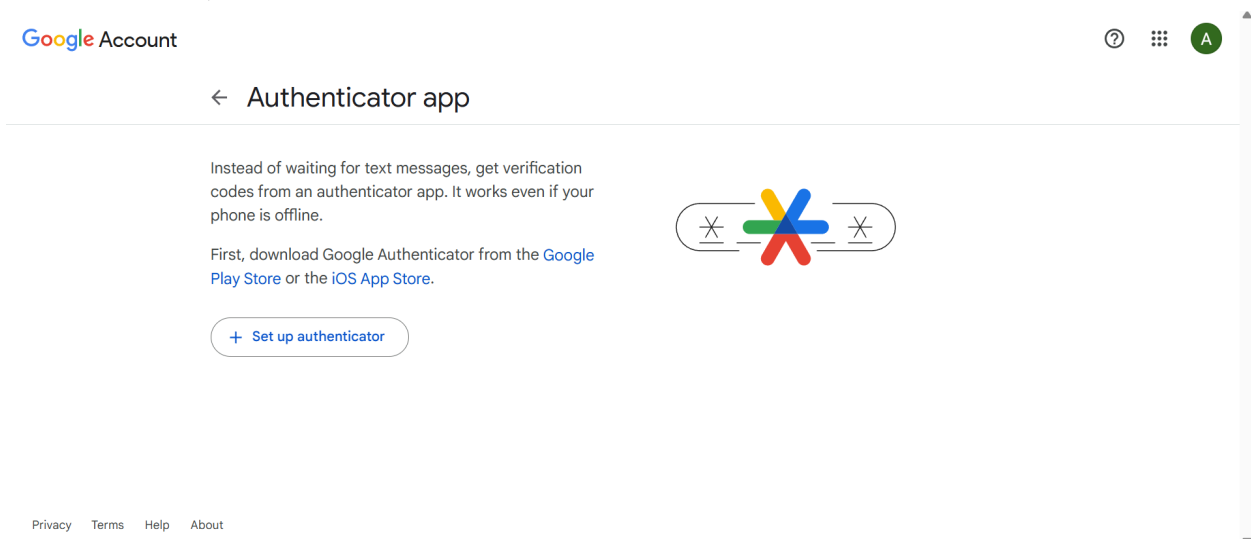 Google Account
A
Authenticator app
Instead of waiting for text messages, get verification
codes from an authenticator app. It works even if your
phone is offline.
First, download Google Authenticator from the Google
Play Store or the iOS App Store.
+ Set up authenticator
Privacy Terms Help About